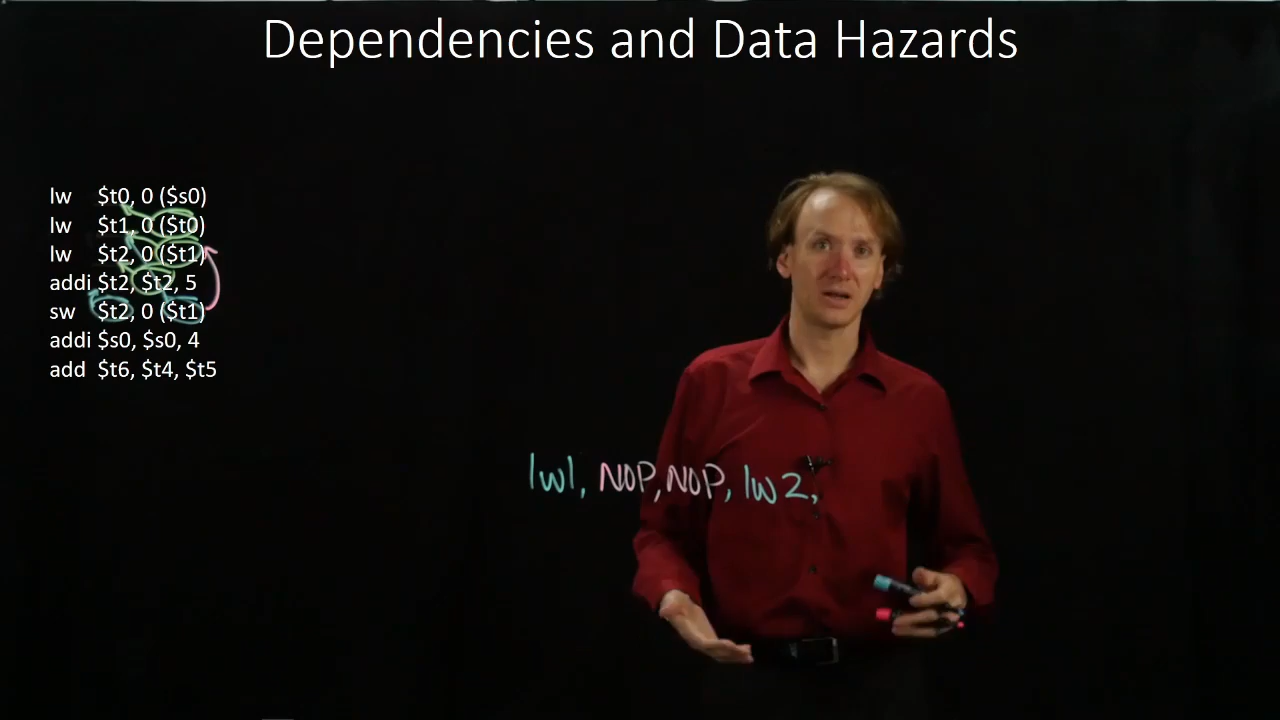 Dependencies and Data Hazards
lw $t0, 0 ($s0)
lw $t1, 0 ($t0)
lw $t2, 0 ($t1)
addi $t2, $t2, 5
sw $t2, 0 ($t1)
addi $s0, $s0, 4
add $t6, $t4, $t5
lw1, NOP, NOP, lw2,